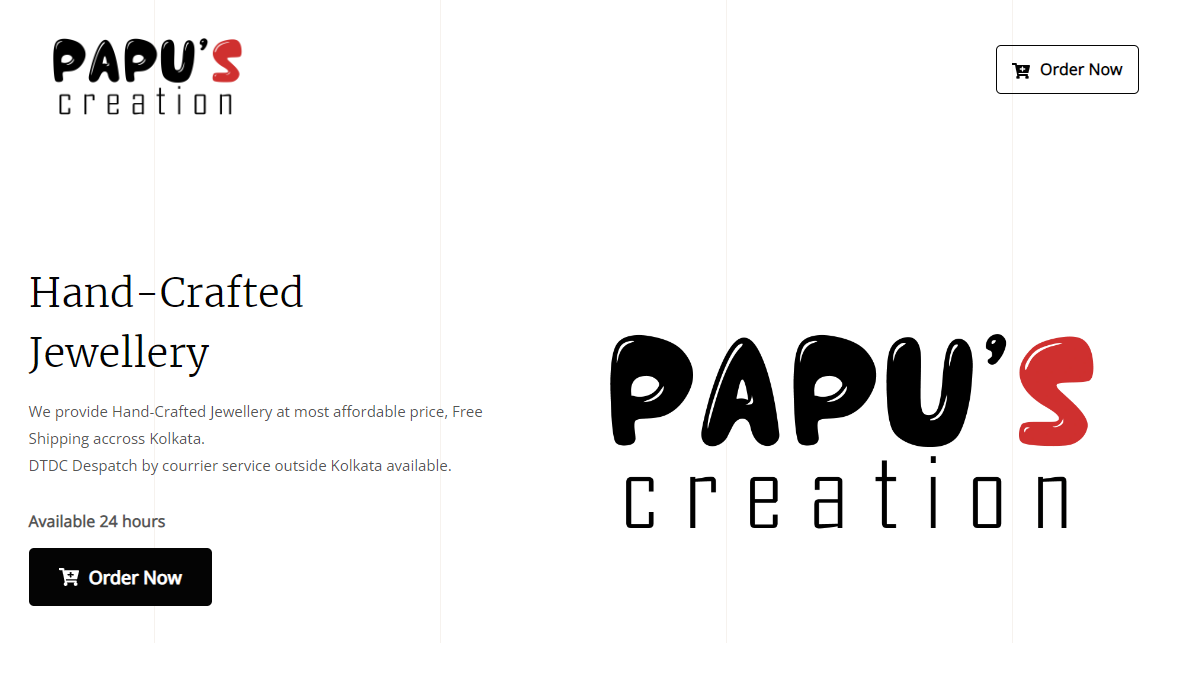 PAPU'S
creation
Order Now
Hand-Crafted
Jewellery
We provide Hand-Crafted Jewellery at most affordable price, Free
Shipping accross Kolkata.
DTDC Despatch by courrier service outside Kolkata available.
Available 24 hours
Order Now
PAPU'S
creation